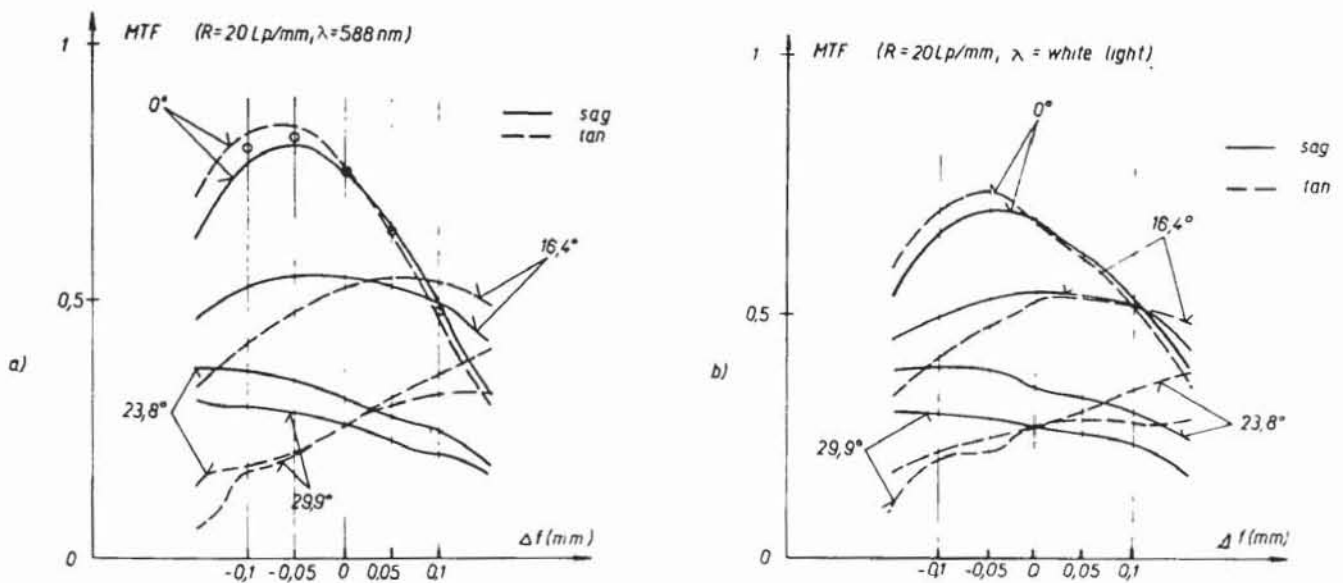 1
MTF (R=20 Lp/mm, λ=588 nm)
0°
sag
tan
16,4°
0,5
a)
23,8°
29,9°
Δf(mm)
0
-0,1 -0,05 0 0,05 0,1
1
MTF (R=20Lp/mm, λ = white light)
0°
sag
tan
16,4°
0,5
b)
23,8°
29,9°
Δf(mm)
0
-0,1 -0,05 0 0,05 0,1